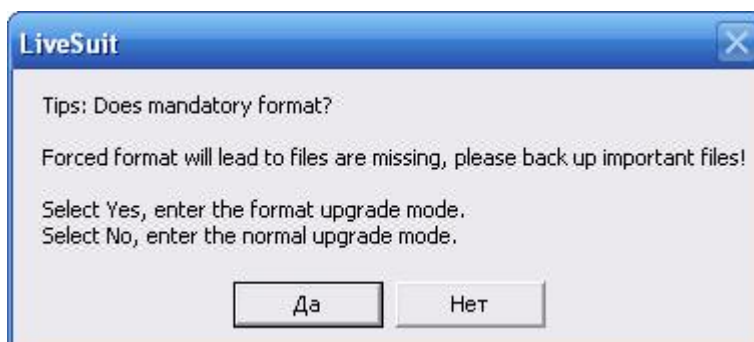 LiveSuit
Tips: Does mandatory format?
Forced format will lead to files are missing, please back up important files!
Select Yes, enter the format upgrade mode.
Select No, enter the normal upgrade mode.
Да
Нет